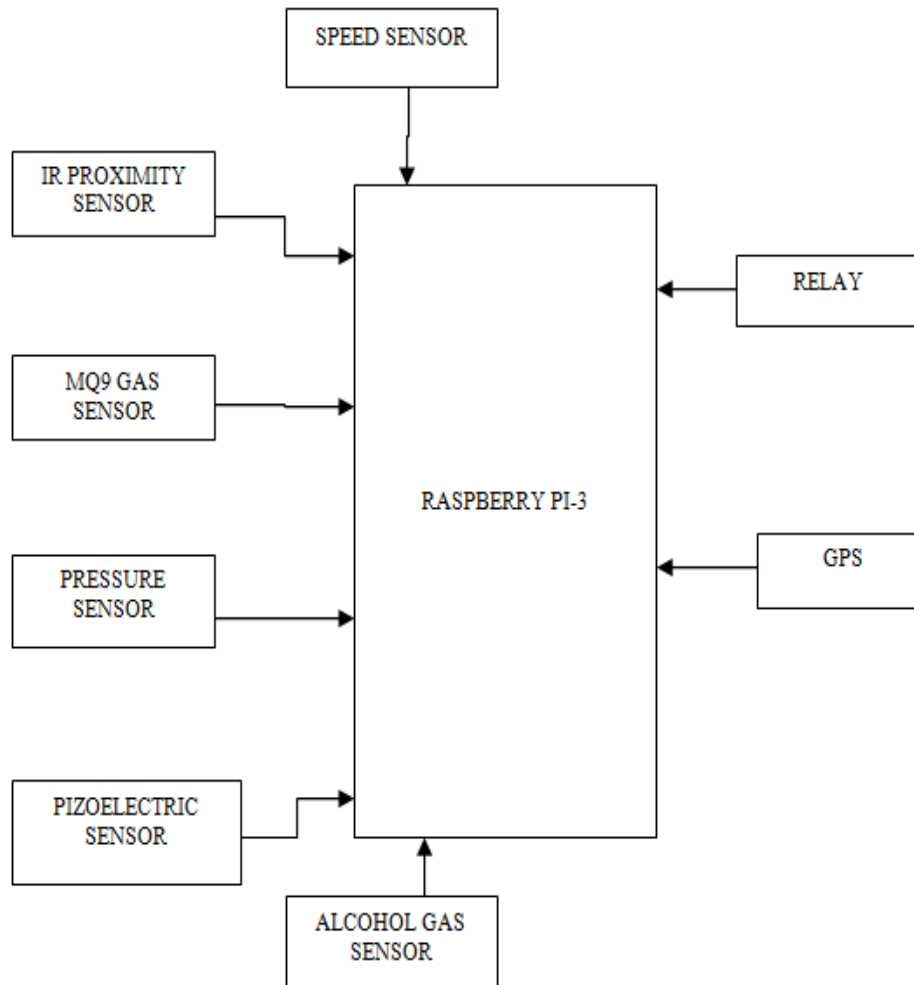 SPEED SENSOR
IR PROXIMITY
SENSOR
RELAY
MQ9 GAS
SENSOR
RASPBERRY PI-3
GPS
PRESSURE
SENSOR
PIZOELECTRIC
SENSOR
ALCOHOL GAS
SENSOR